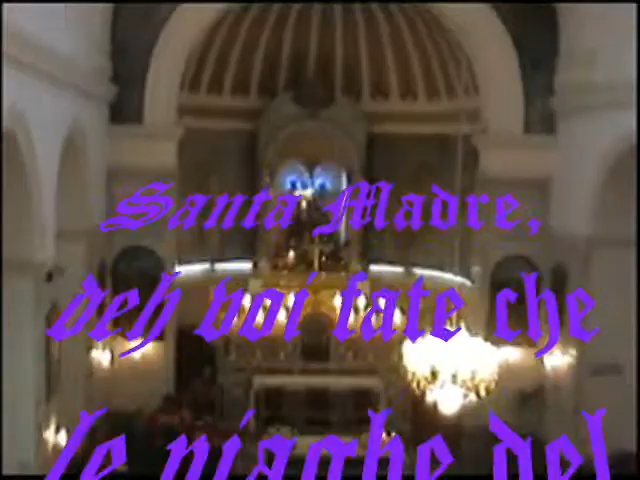 Santa Madre,
deh voi fate che
le piaghe del